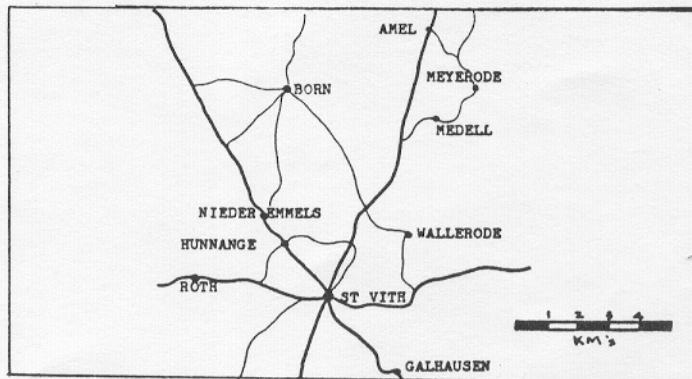 AMEL
MEYERODE
BORN
MEDELL
NIEDER EMMELS
WALLERODE
HUNNANGE
ROTH
ST VITH
1 2 3 4
KM's
GALHAUSEN